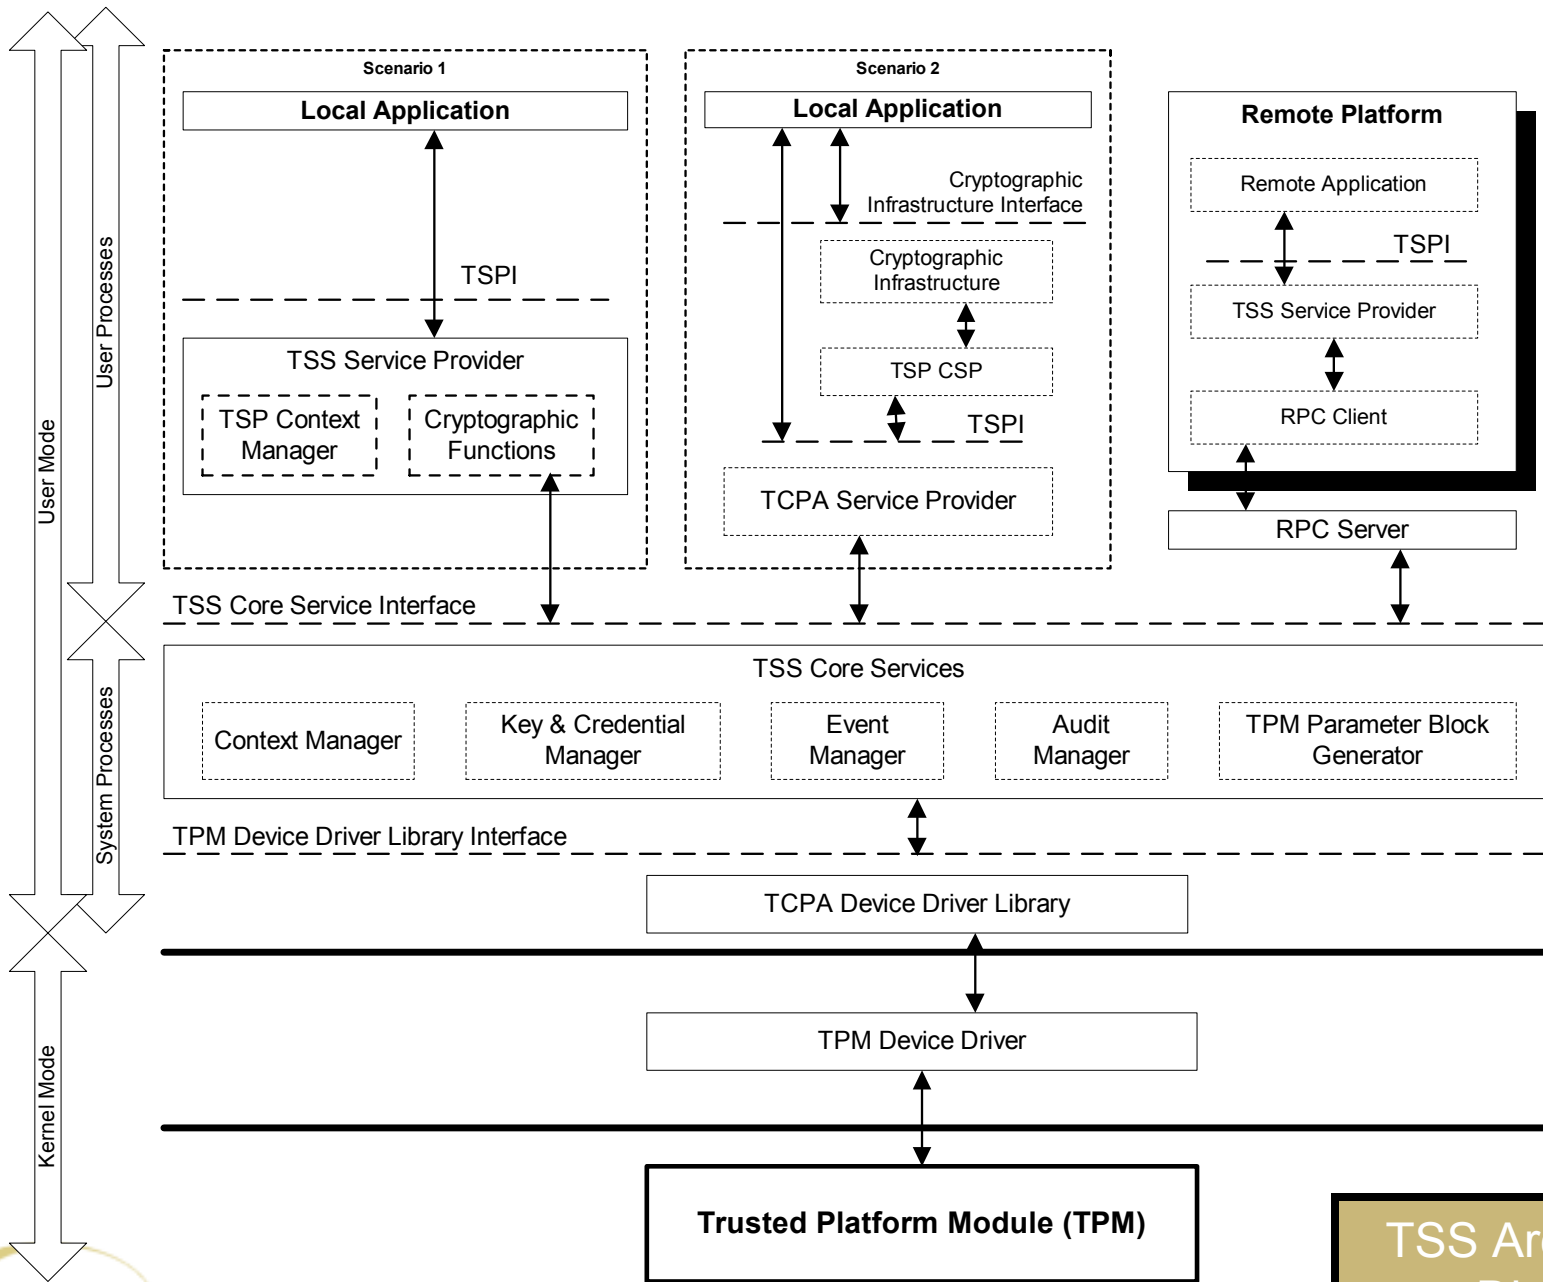 Scenario 1
Local Application
TSPI
TSS Service Provider
TSP Context
Manager
Cryptographic
Functions
Scenario 2
Local Application
Cryptographic
Infrastructure Interface
Cryptographic
Infrastructure
TSP CSP
TSPI
TCPA Service Provider
Remote Platform
Remote Application
TSPI
TSS Service Provider
RPC Client
RPC Server
User Processes
User Mode
TSS Core Service Interface
TSS Core Services
Context Manager
Key & Credential
Manager
Event
Manager
Audit
Manager
TPM Parameter Block
Generator
System Processes
TPM Device Driver Library Interface
TCPA Device Driver Library
TPM Device Driver
Kernel Mode
Trusted Platform Module (TPM)
TSS